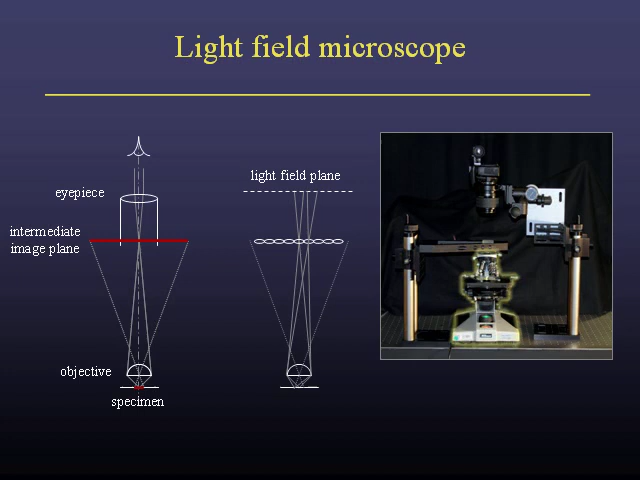 Light field microscope
light field plane
eyepiece
intermediate
image plane
objective
specimen